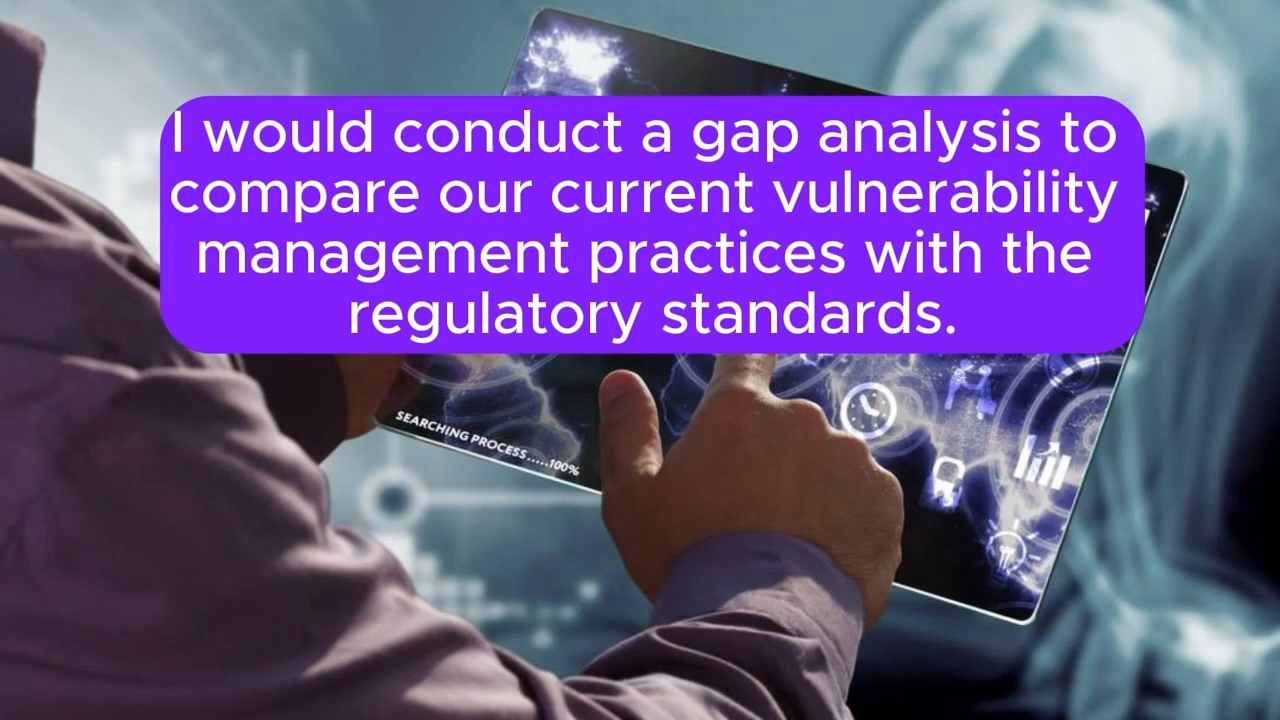 I would conduct a gap analysis to
compare our current vulnerability
management practices with the
regulatory standards.
SEARCHING PROCESS.....100%